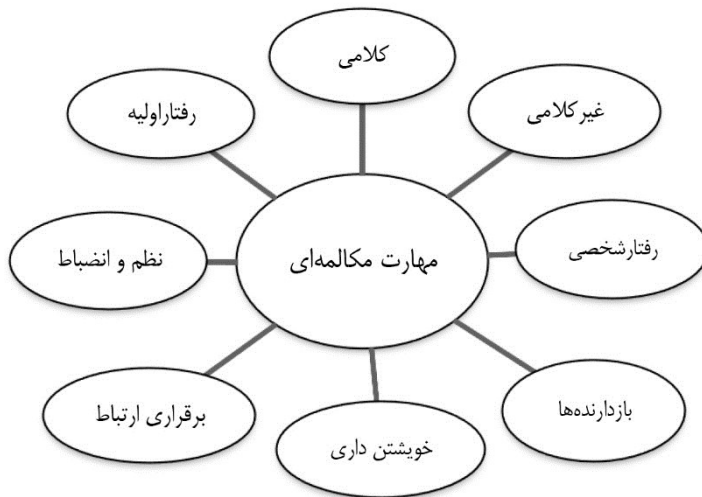 کلامی
غیرکلامی
رفتاراولیه
مهارت مکالمه‌ای
رفتارشخصی
نظم و انضباط
بازدارنده‌ها
برقراری ارتباط
خویشتن داری